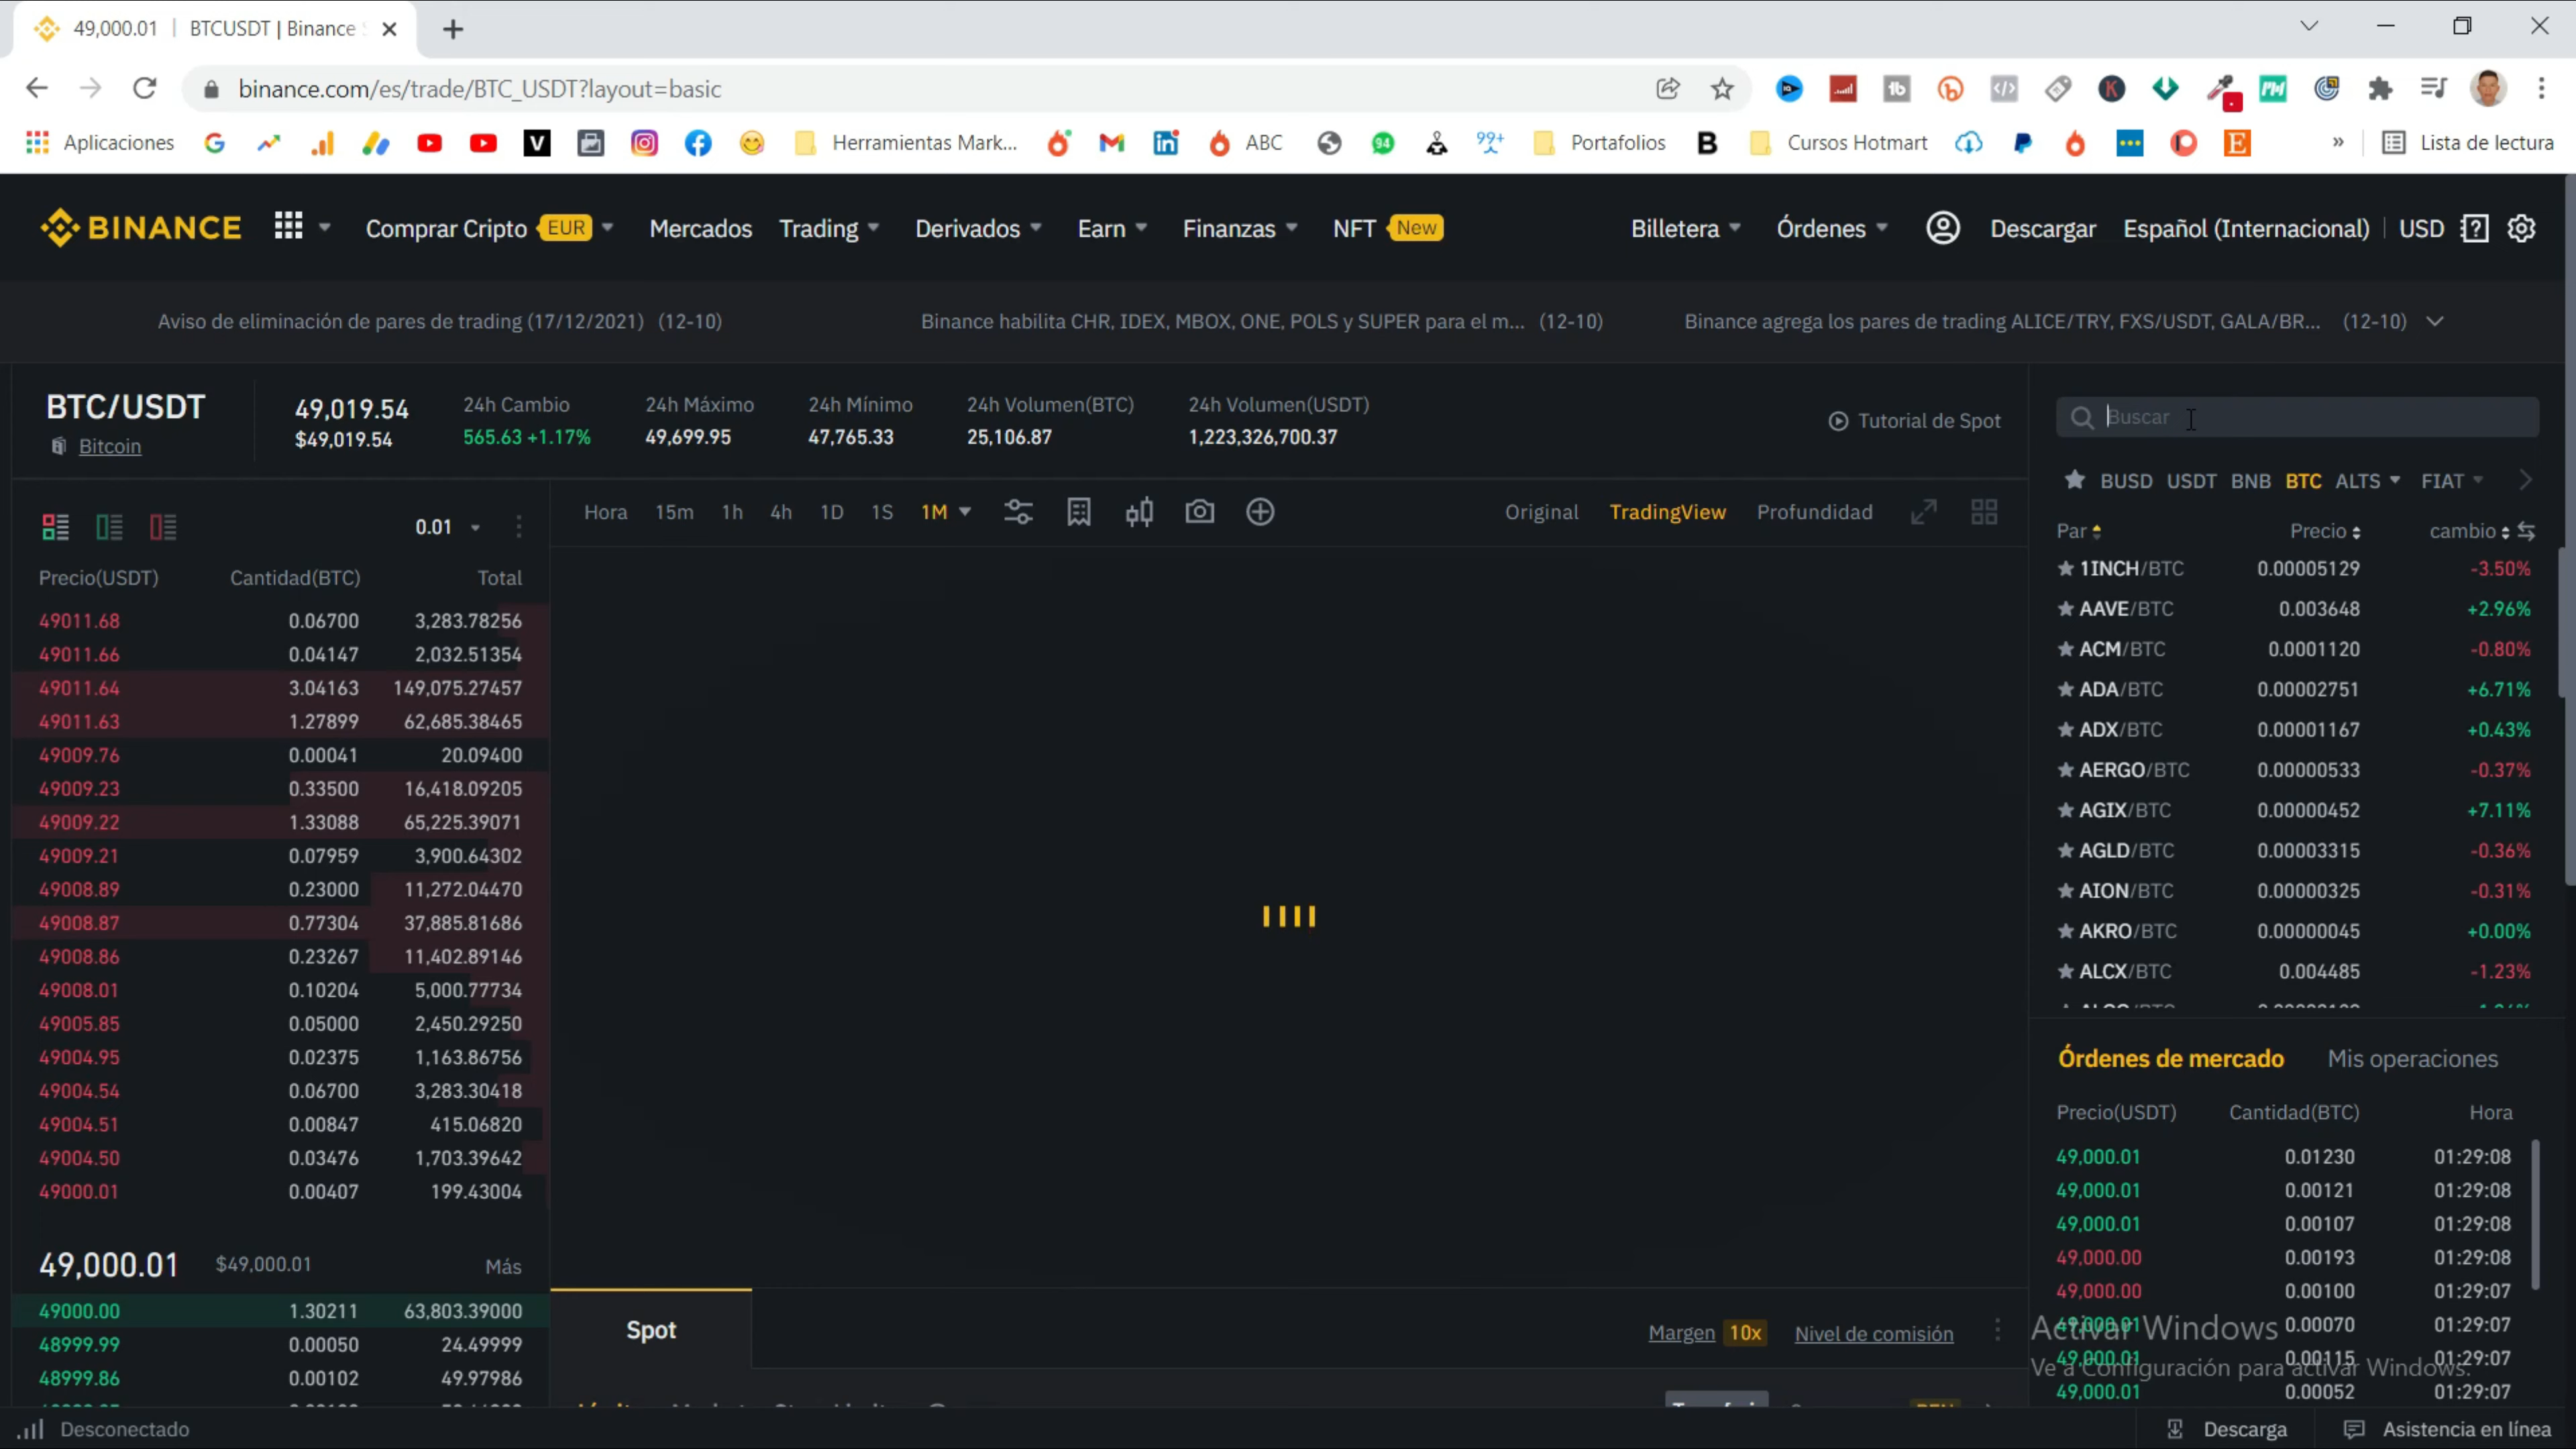 49,000.01 | BTCUSDT | Binance
binance.com/es/trade/BTC_USDT?layout=basic
Aplicaciones
Herramientas Mark...
ABC
94
99+
Portafolios
Cursos Hotmart
»
Lista de lectura
BINANCE
Comprar Cripto EUR
Mercados
Trading
Derivados
Earn
Finanzas
NFT New
Billetera
Órdenes
Descargar
Español (Internacional)
USD
Aviso de eliminación de pares de trading (17/12/2021) (12-10)
Binance habilita CHR, IDEX, MBOX, ONE, POLS y SUPER para el m... (12-10)
Binance agrega los pares de trading ALICE/TRY, FXS/USDT, GALA/BR... (12-10)
BTC/USDT
Bitcoin
49,019.54
$49,019.54
24h Cambio
565.63 +1.17%
24h Máximo
49,699.95
24h Mínimo
47,765.33
24h Volumen(BTC)
25,106.87
24h Volumen(USDT)
1,223,326,700.37
Tutorial de Spot
0.01
Precio(USDT) Cantidad(BTC) Total
49011.68 0.06700 3,283.78256
49011.66 0.04147 2,032.51354
49011.64 3.04163 149,075.27457
49011.63 1.27899 62,685.38465
49009.76 0.00041 20.09400
49009.23 0.33500 16,418.09205
49009.22 1.33088 65,225.39071
49009.21 0.07959 3,900.64302
49008.89 0.23000 11,272.04470
49008.87 0.77304 37,885.81686
49008.86 0.23267 11,402.89146
49008.01 0.10204 5,000.77734
49005.85 0.05000 2,450.29250
49004.95 0.02375 1,163.86756
49004.54 0.06700 3,283.30418
49004.51 0.00847 415.06820
49004.50 0.03476 1,703.39642
49000.01 0.00407 199.43004
49,000.01 $49,000.01 Más
49000.00 1.30211 63,803.39000
48999.99 0.00050 24.49999
48999.86 0.00102 49.97986
Hora 15m 1h 4h 1D 1S 1M
Original TradingView Profundidad
Spot
Margen 10x Nivel de comisión
Buscar
BUSD USDT BNB BTC ALTS FIAT
Par Precio cambio
1INCH/BTC 0.00005129 -3.50%
AAVE/BTC 0.003648 +2.96%
ACM/BTC 0.0001120 -0.80%
ADA/BTC 0.00002751 +6.71%
ADX/BTC 0.00001167 +0.43%
AERGO/BTC 0.00000533 -0.37%
AGIX/BTC 0.00000452 +7.11%
AGLD/BTC 0.00003315 -0.36%
AION/BTC 0.00000325 -0.31%
AKRO/BTC 0.00000045 +0.00%
ALCX/BTC 0.004485 -1.23%
Órdenes de mercado Mis operaciones
Precio(USDT) Cantidad(BTC) Hora
49,000.01 0.01230 01:29:08
49,000.01 0.00121 01:29:08
49,000.01 0.00107 01:29:08
49,000.00 0.00193 01:29:08
49,000.00 0.00100 01:29:07
49,000.01 0.00070 01:29:07
49,000.01 0.00115 01:29:07
49,000.01 0.00052 01:29:07
Activar Windows
Ve a Configuración para activar Windows.
Desconectado
Descarga
Asistencia en línea